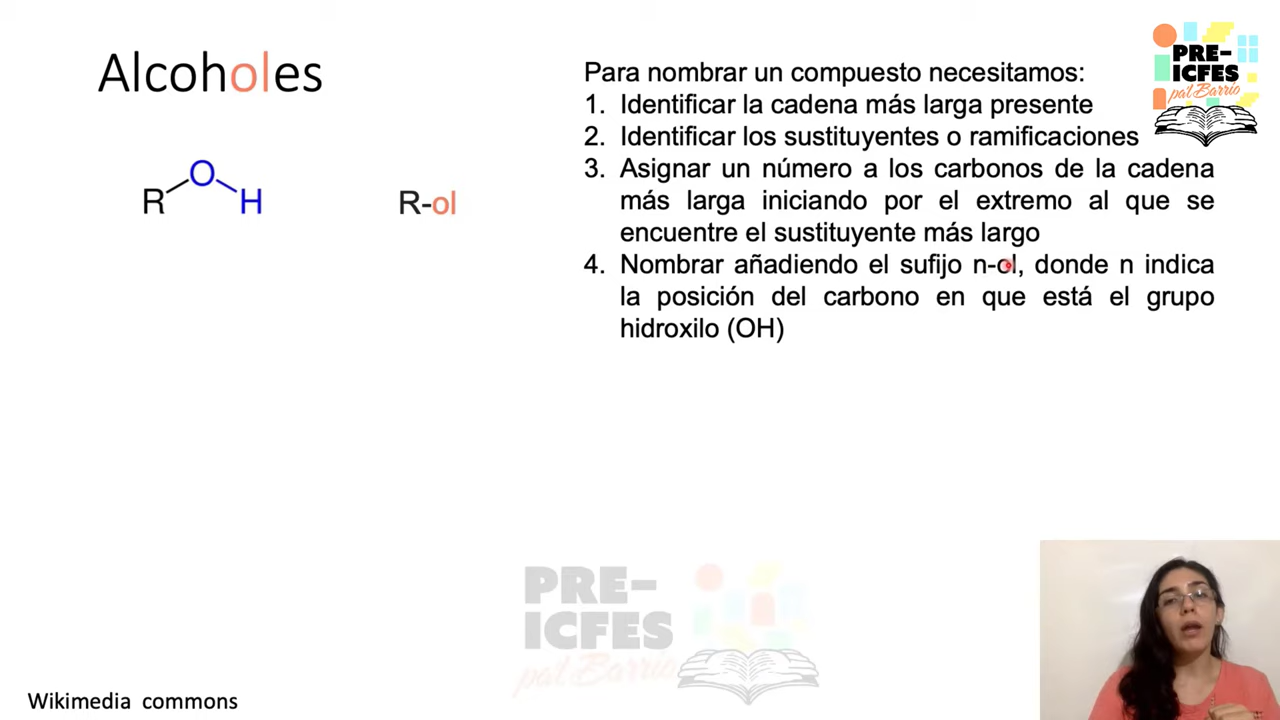 Alcoholes
R
O
H
R-ol
Para nombrar un compuesto necesitamos:
1. Identificar la cadena más larga presente
2. Identificar los sustituyentes o ramificaciones
3. Asignar un número a los carbonos de la cadena
más larga iniciando por el extremo al que se
encuentre el sustituyente más largo
4. Nombrar añadiendo el sufijo n-ol, donde n indica
la posición del carbono en que está el grupo
hidroxilo (OH)
PRE-
ICFES
pa'l Barrio
PRE-
ICFES
pa'l Barrio
Wikimedia commons